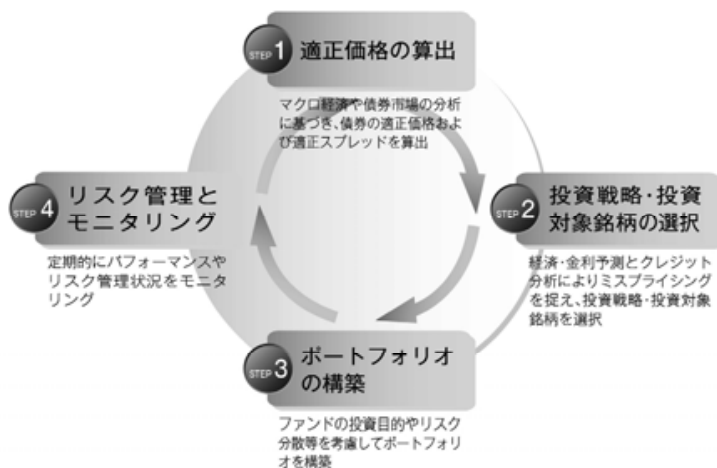 STEP 1 適正価格の算出
マクロ経済や債券市場の分析
に基づき、債券の適正価格およ
び適正スプレッドを算出
STEP 2 投資戦略・投資
対象銘柄の選択
経済・金利予測とクレジット
分析によりミスプライシング
を捉え、投資戦略・投資対象
銘柄を選択
STEP 3 ポートフォリオ
の構築
ファンドの投資目的やリスク
分散等を考慮してポートフォリ
オを構築
STEP 4 リスク管理と
モニタリング
定期的にパフォーマンスや
リスク管理状況をモニタ
リング